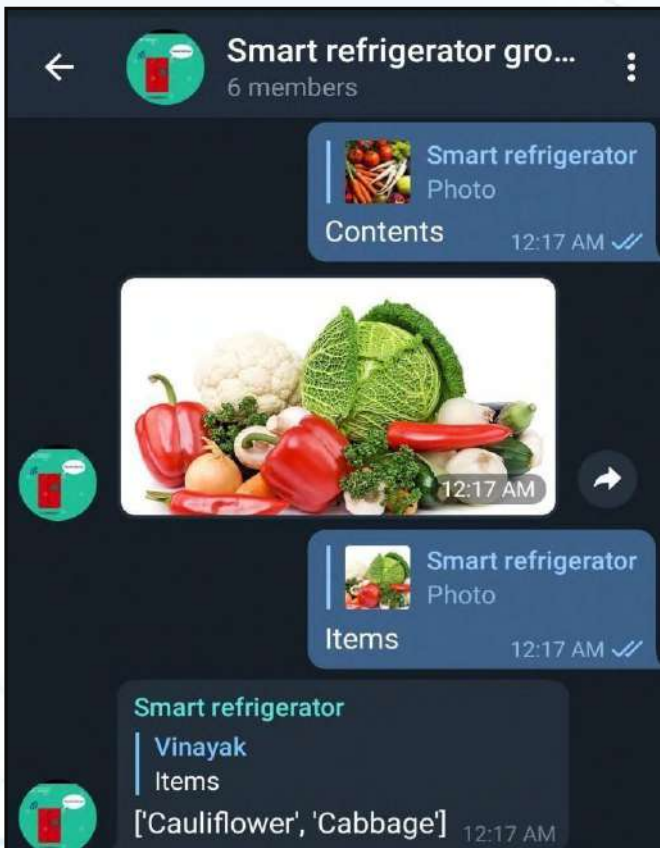 Smart refrigerator gro...
6 members
Smart refrigerator
Photo
Contents
12:17 AM
12:17 AM
Smart refrigerator
Photo
Items
12:17 AM
Smart refrigerator
Vinayak
Items
['Cauliflower', 'Cabbage']
12:17 AM